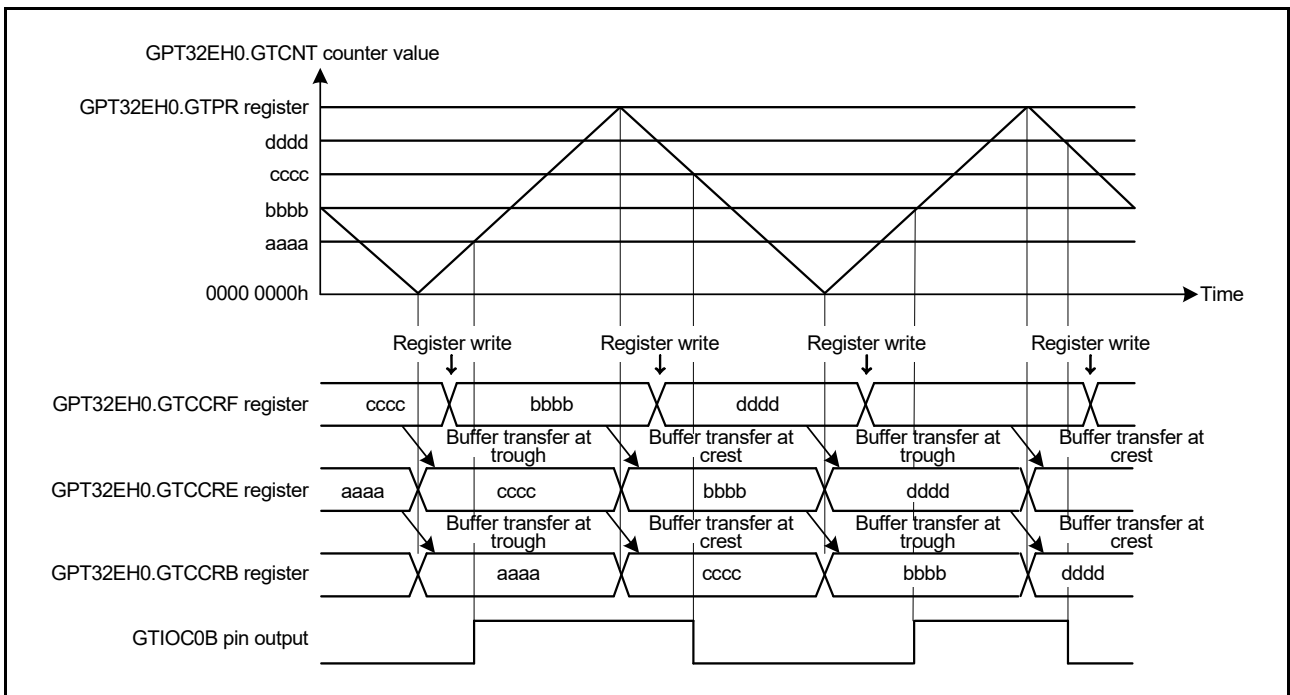 GPT32EH0.GTCNT counter value
GPT32EH0.GTPR register
dddd
cccc
bbbb
aaaa
0000 0000h
Time
Register write Register write Register write Register write
GPT32EH0.GTCCRF register cccc bbbb dddd
Buffer transfer at Buffer transfer at Buffer transfer at Buffer transfer at
trough crest trough crest
GPT32EH0.GTCCRE register aaaa cccc bbbb dddd
Buffer transfer at Buffer transfer at Buffer transfer at Buffer transfer at
trough crest trough crest
GPT32EH0.GTCCRB register aaaa cccc bbbb dddd
GTIOC0B pin output